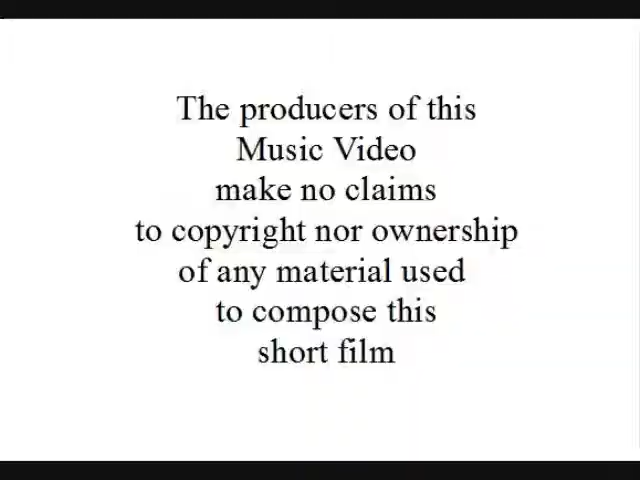 The producers of this
Music Video
make no claims
to copyright nor ownership
of any material used
to compose this
short film